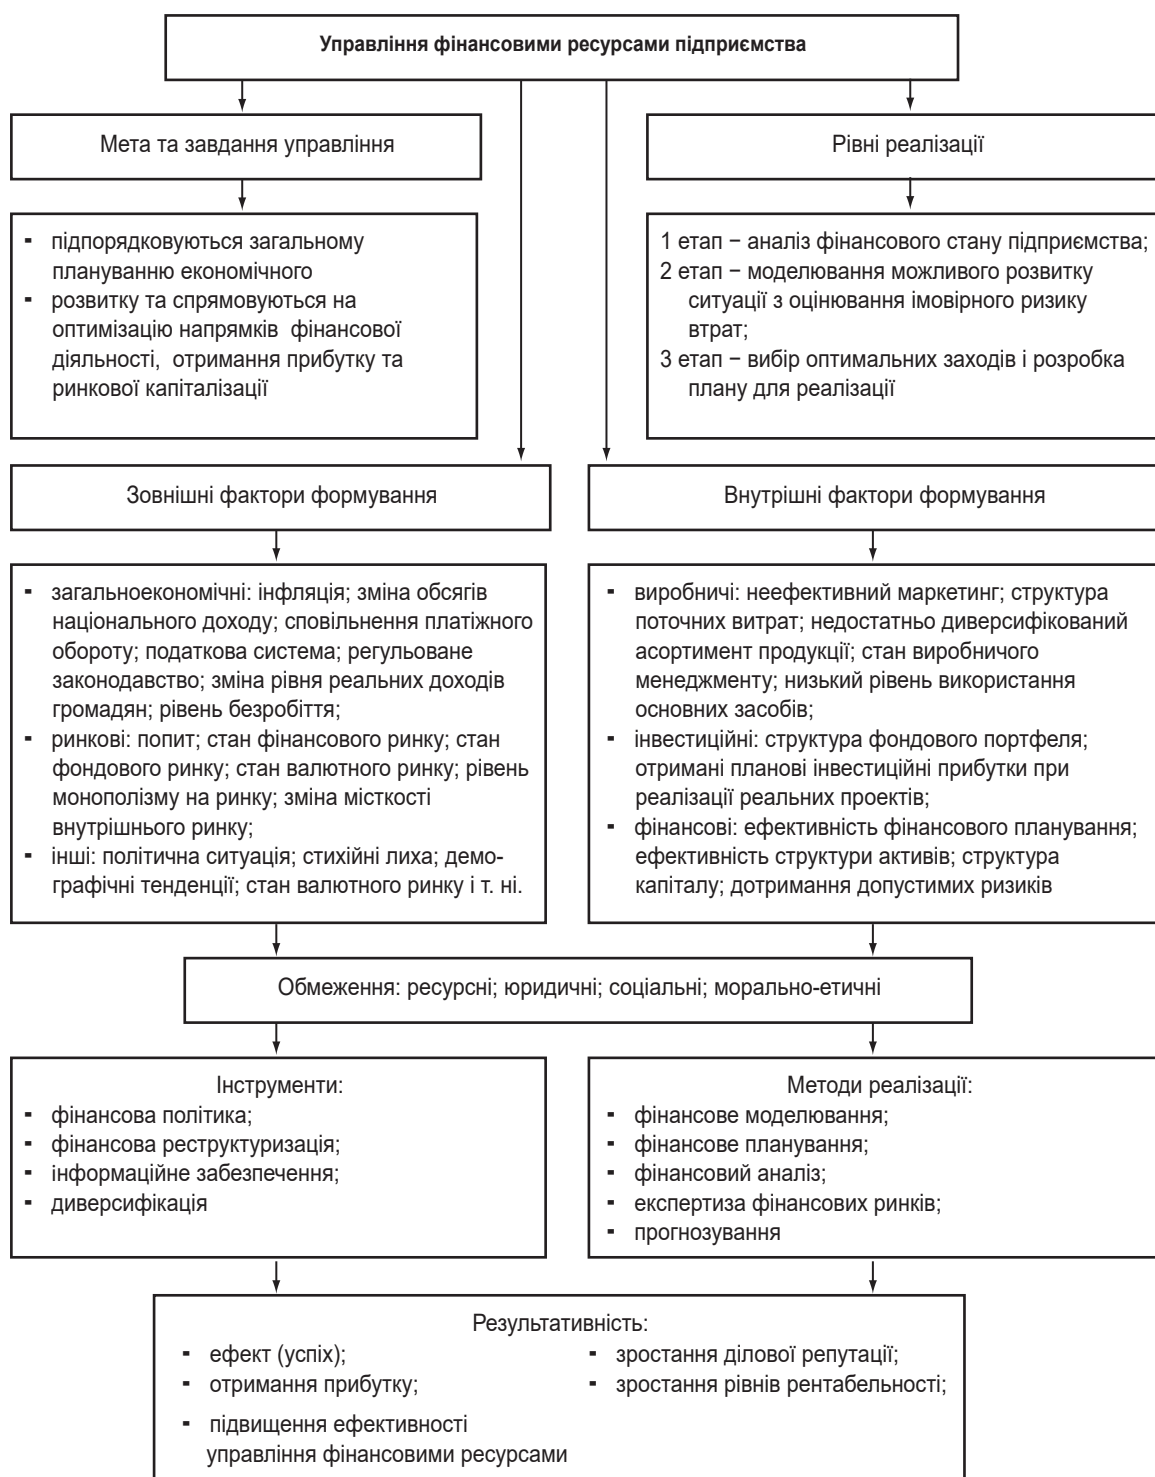 Управління фінансовими ресурсами підприємства
Мета та завдання управління
Рівні реалізації
- підпорядковуються загальному
плануванню економічного
- розвитку та спрямовуються на
оптимізацію напрямків фінансової
діяльності, отримання прибутку та
ринкової капіталізації
1 етап – аналіз фінансового стану підприємства;
2 етап – моделювання можливого розвитку
ситуації з оцінювання імовірного ризику
втрат;
3 етап – вибір оптимальних заходів і розробка
плану для реалізації
Зовнішні фактори формування
Внутрішні фактори формування
- загальноекономічні: інфляція; зміна обсягів
національного доходу; сповільнення платіжного
обороту; податкова система; регульоване
законодавство; зміна рівня реальних доходів
громадян; рівень безробіття;
- ринкові: попит; стан фінансового ринку; стан
фондового ринку; стан валютного ринку; рівень
монополізму на ринку; зміна місткості
внутрішнього ринку;
- інші: політична ситуація; стихійні лиха; демо-
графічні тенденції; стан валютного ринку і т. ні.
- виробничі: неефективний маркетинг; структура
поточних витрат; недостатньо диверсифікований
асортимент продукції; стан виробничого
менеджменту; низький рівень використання
основних засобів;
- інвестиційні: структура фондового портфеля;
отримані планові інвестиційні прибутки при
реалізації реальних проектів;
- фінансові: ефективність фінансового планування;
ефективність структури активів; структура
капіталу; дотримання допустимих ризиків
Обмеження: ресурсні; юридичні; соціальні; морально-етичні
Інструменти:
- фінансова політика;
- фінансова реструктуризація;
- інформаційне забезпечення;
- диверсифікація
Методи реалізації:
- фінансове моделювання;
- фінансове планування;
- фінансовий аналіз;
- експертиза фінансових ринків;
- прогнозування
Результативність:
- ефект (успіх);
- отримання прибутку;
- підвищення ефективності
управління фінансовими ресурсами
- зростання ділової репутації;
- зростання рівнів рентабельності;